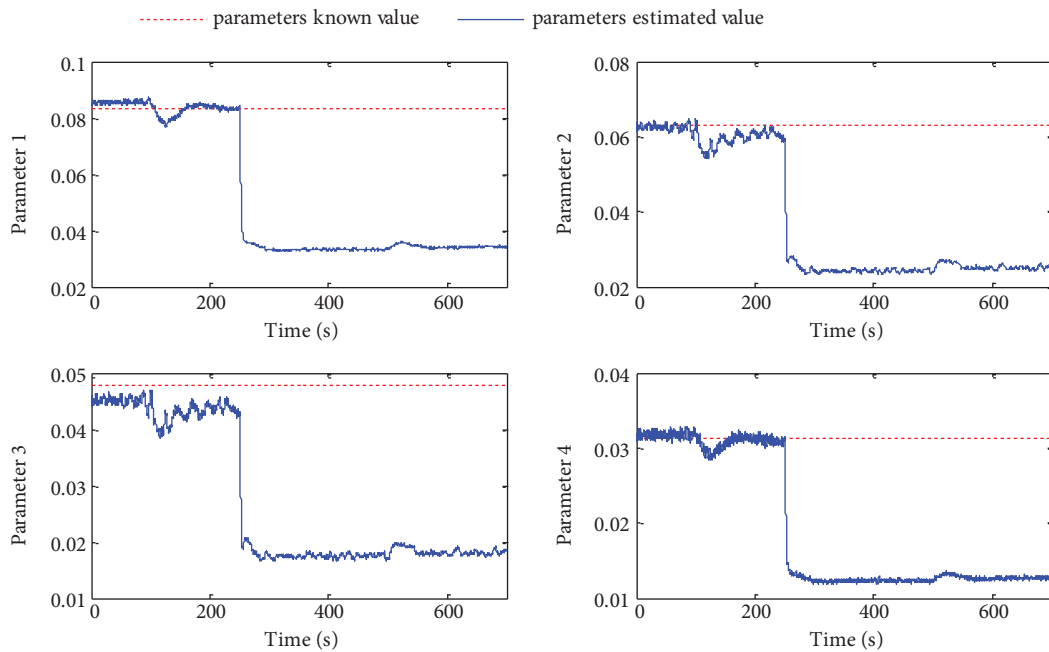 parameters known value parameters estimated value
0.1
0.08
0.06
0.04
0.02
Parameter 1
0 200 400 600
Time (s)
0.08
0.06
0.04
0.02
Parameter 2
0 200 400 600
Time (s)
0.05
0.04
0.05
0.02
0.01
Parameter 3
0 200 400 600
Time (s)
0.04
0.03
0.02
0.01
Parameter 4
0 200 400 600
Time (s)